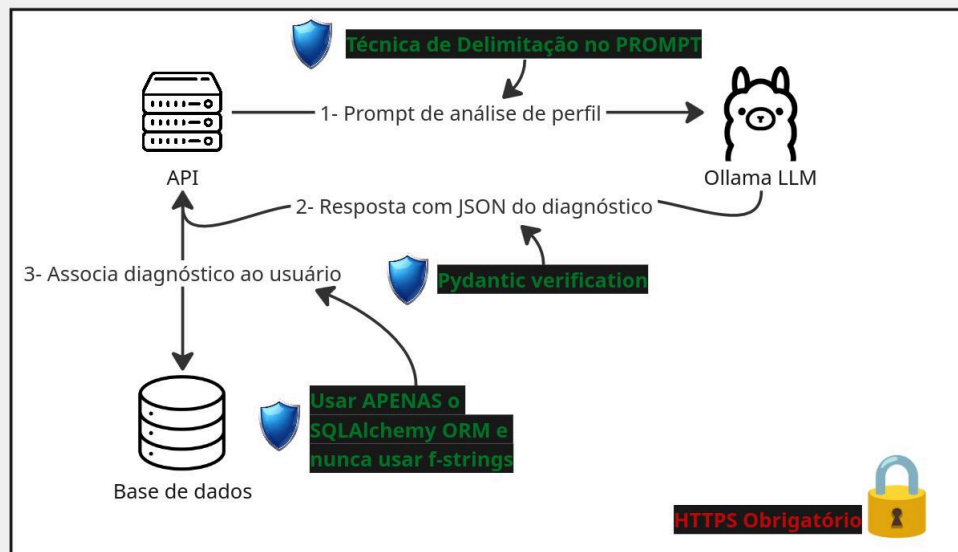 Técnica de Delimitação no PROMPT
1- Prompt de análise de perfil
API
Ollama LLM
2- Resposta com JSON do diagnóstico
3- Associa diagnóstico ao usuário
Pydantic verification
Usar APENAS o
SQLAlchemy ORM e
nunca usar f-strings
Base de dados
HTTPS Obrigatório